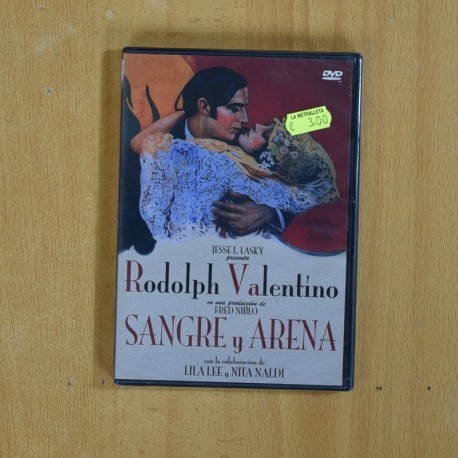 DVD
LA METRALLETA
€ 3,00
JESSE L. LASKY
presenta
Rodolph Valentino
en una producción de
FRED NIBLO
SANGRE y ARENA
con la colaboración de
LILA LEE y NITA NALDI